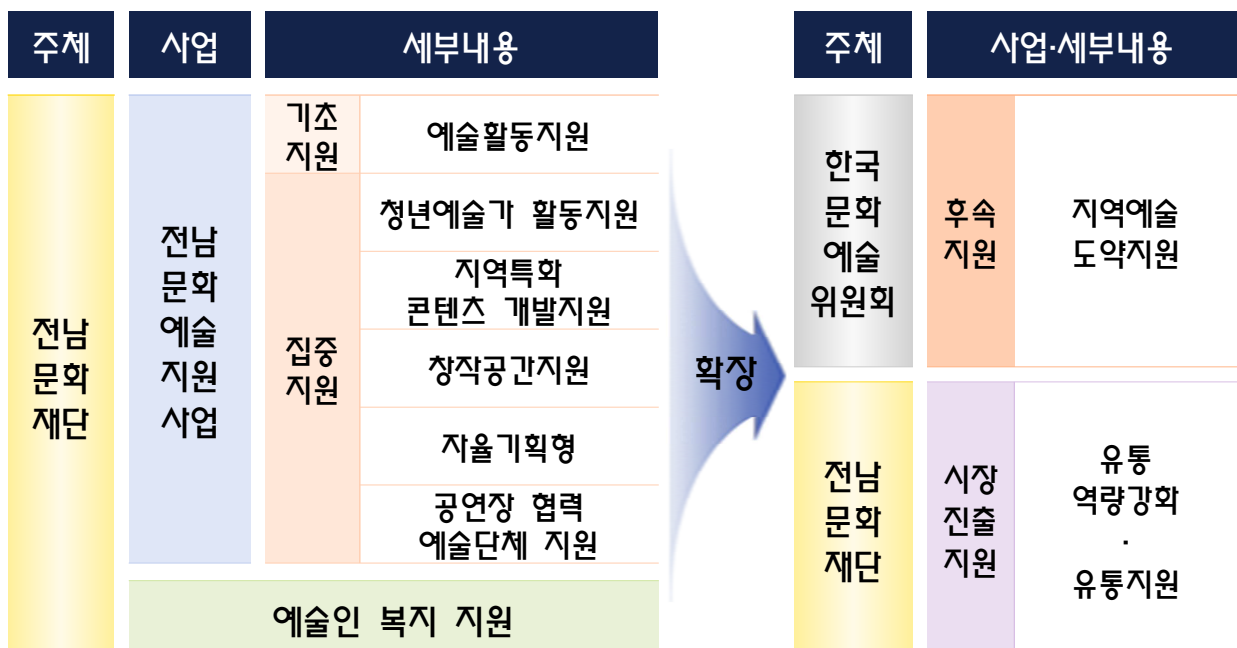 주체
사업
세부내용
전남
문화
재단
전남
문화
예술
지원
사업
기초
지원
예술활동지원
집중
지원
청년예술가 활동지원
지역특화
콘텐츠 개발지원
창작공간지원
자율기획형
공연장 협력
예술단체 지원
예술인 복지 지원
확장
주체
사업·세부내용
한국
문화
예술
위원회
후속
지원
지역예술
도약지원
전남
문화
재단
시장
진출
지원
유통
역량강화
·
유통지원